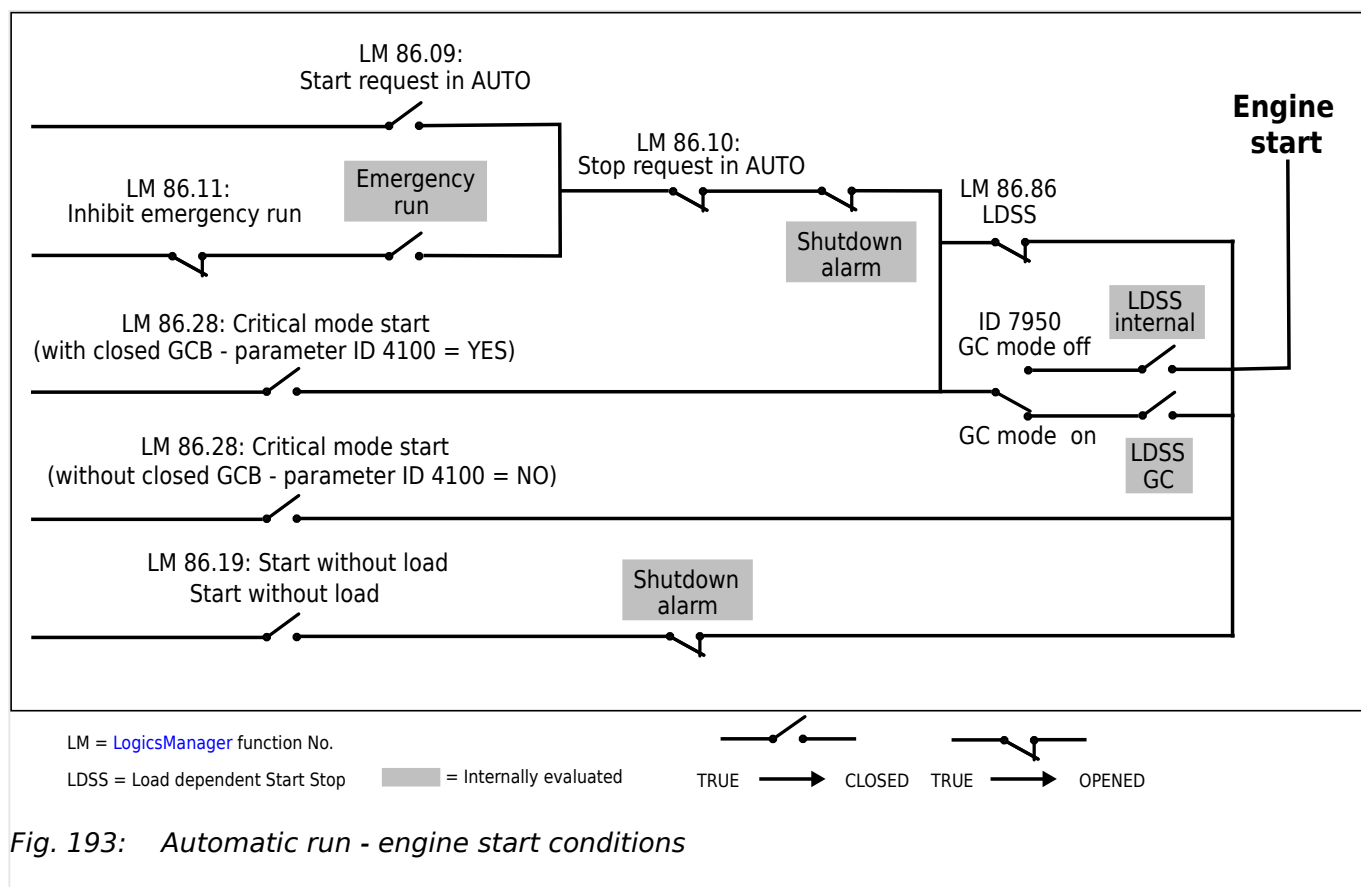 LM 86.09:
Start request in AUTO
Engine
start
LM 86.10:
Stop request in AUTO
LM 86.11:
Inhibit emergency run
Emergency
run
LM 86.86
LDSS
Shutdown
alarm
LM 86.28: Critical mode start
(with closed GCB - parameter ID 4100 = YES)
ID 7950
GC mode off
LDSS
internal
GC mode on
LDSS
GC
LM 86.28: Critical mode start
(without closed GCB - parameter ID 4100 = NO)
LM 86.19: Start without load
Start without load
Shutdown
alarm
LM = LogicsManager function No.
LDSS = Load dependent Start Stop
= Internally evaluated
TRUE CLOSED
TRUE OPENED
Fig. 193: Automatic run - engine start conditions